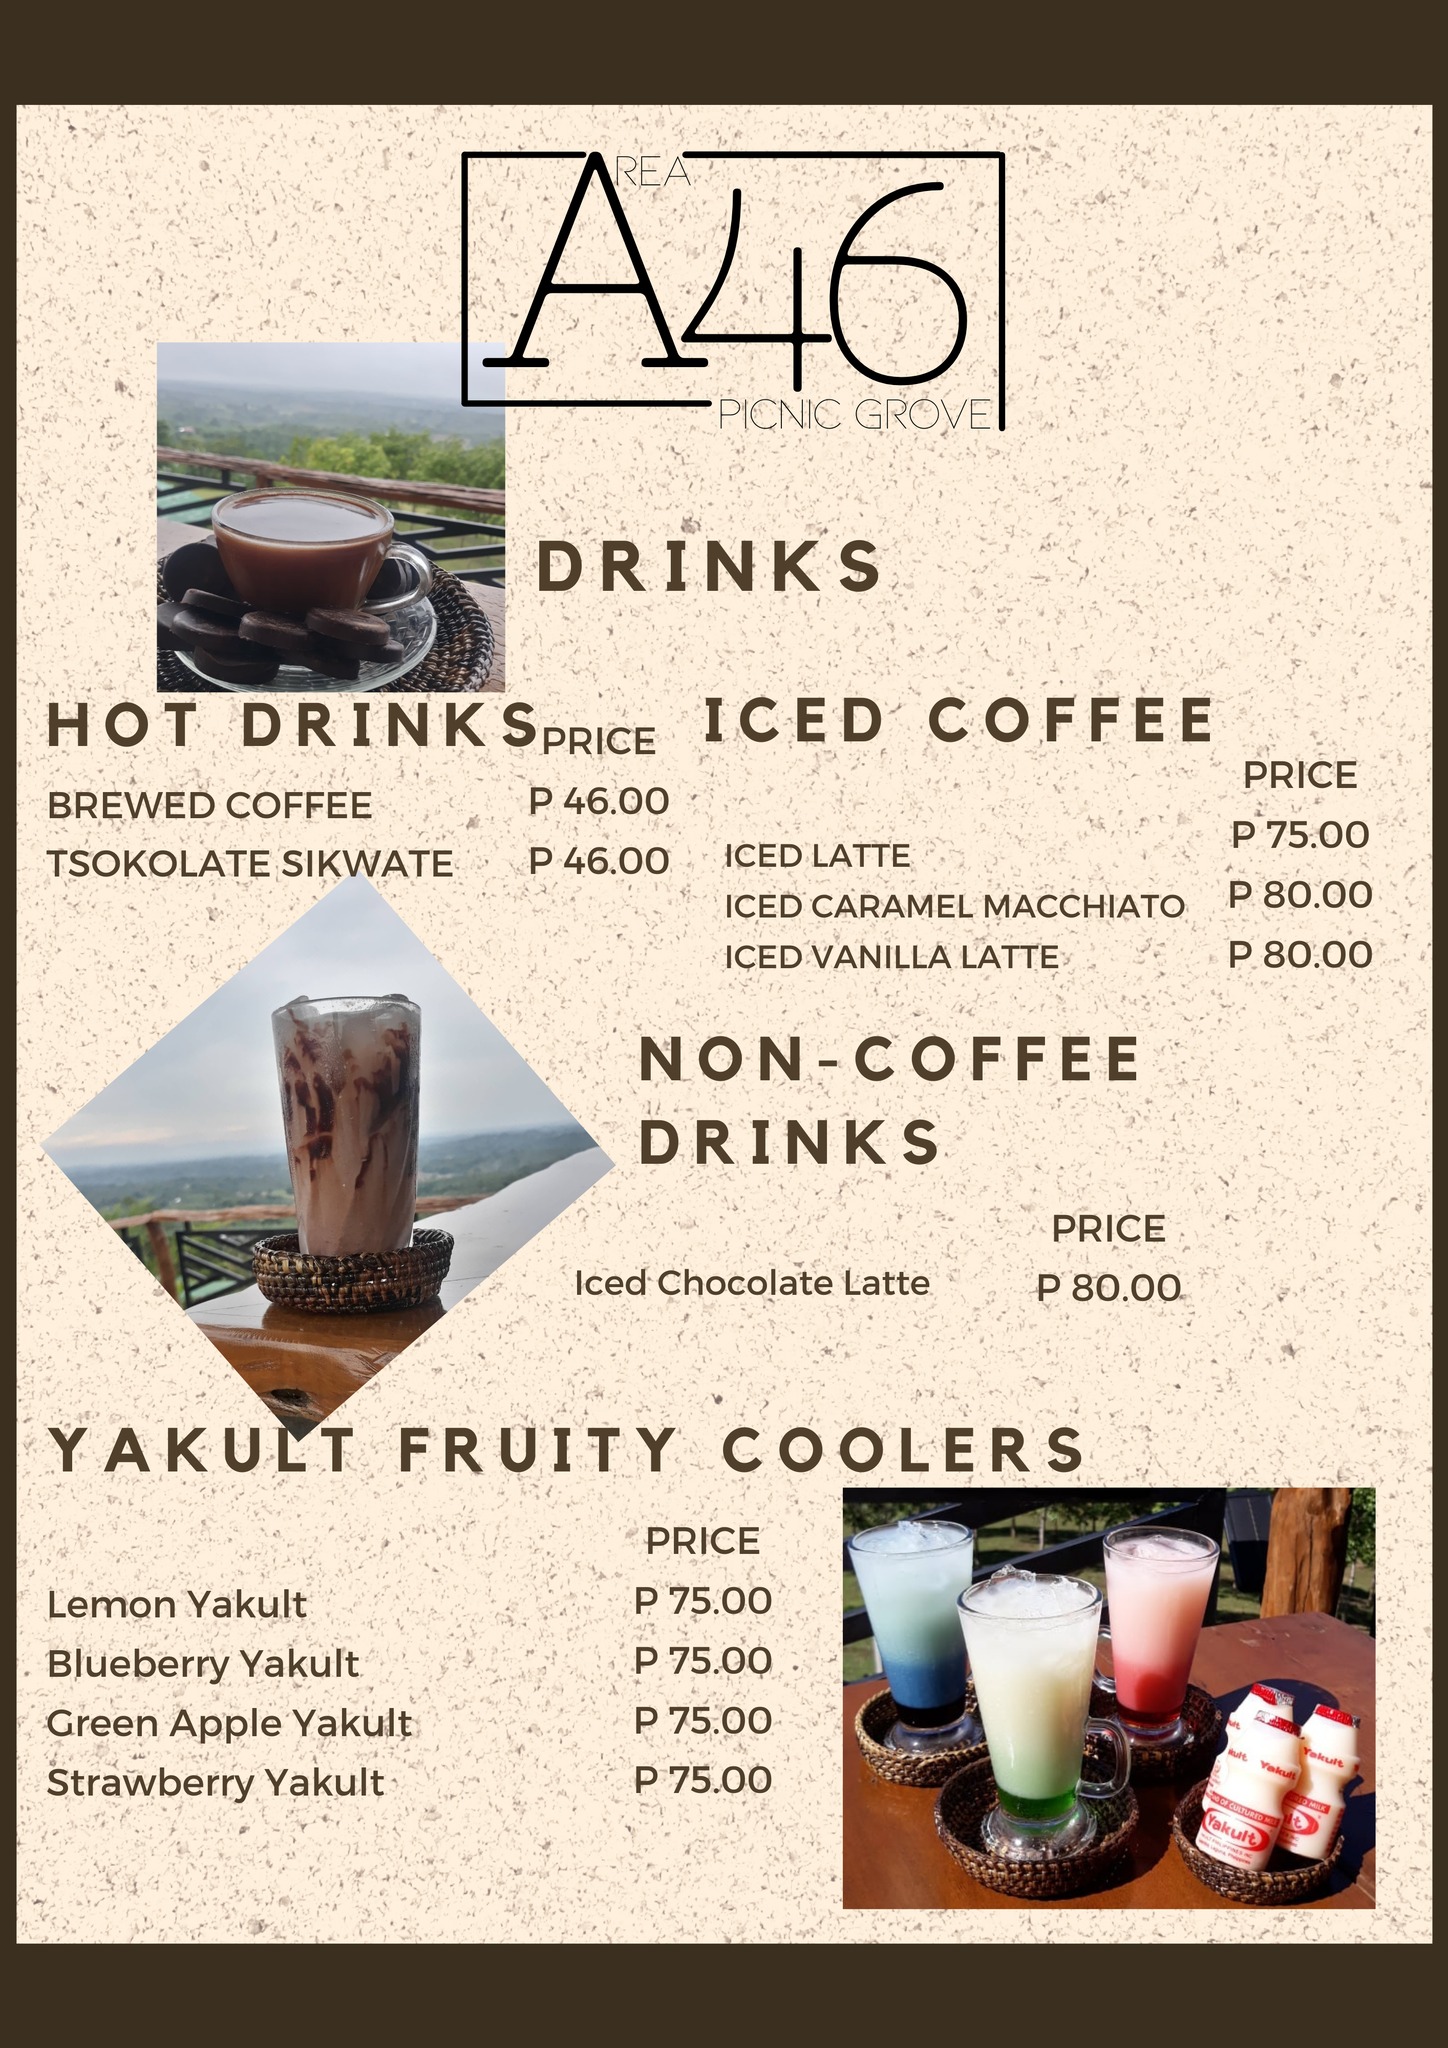 AREA
A46
PICNIC GROVE
DRINKS
HOT DRINKS PRICE
BREWED COFFEE P 46.00
TSOKOLATE SIKWATE P 46.00
ICED COFFEE
PRICE
ICED LATTE P 75.00
ICED CARAMEL MACCHIATO P 80.00
ICED VANILLA LATTE P 80.00
NON-COFFEE
DRINKS
PRICE
Iced Chocolate Latte P 80.00
YAKULT FRUITY COOLERS
PRICE
Lemon Yakult P 75.00
Blueberry Yakult P 75.00
Green Apple Yakult P 75.00
Strawberry Yakult P 75.00
Yakult
Yakult
Yakult